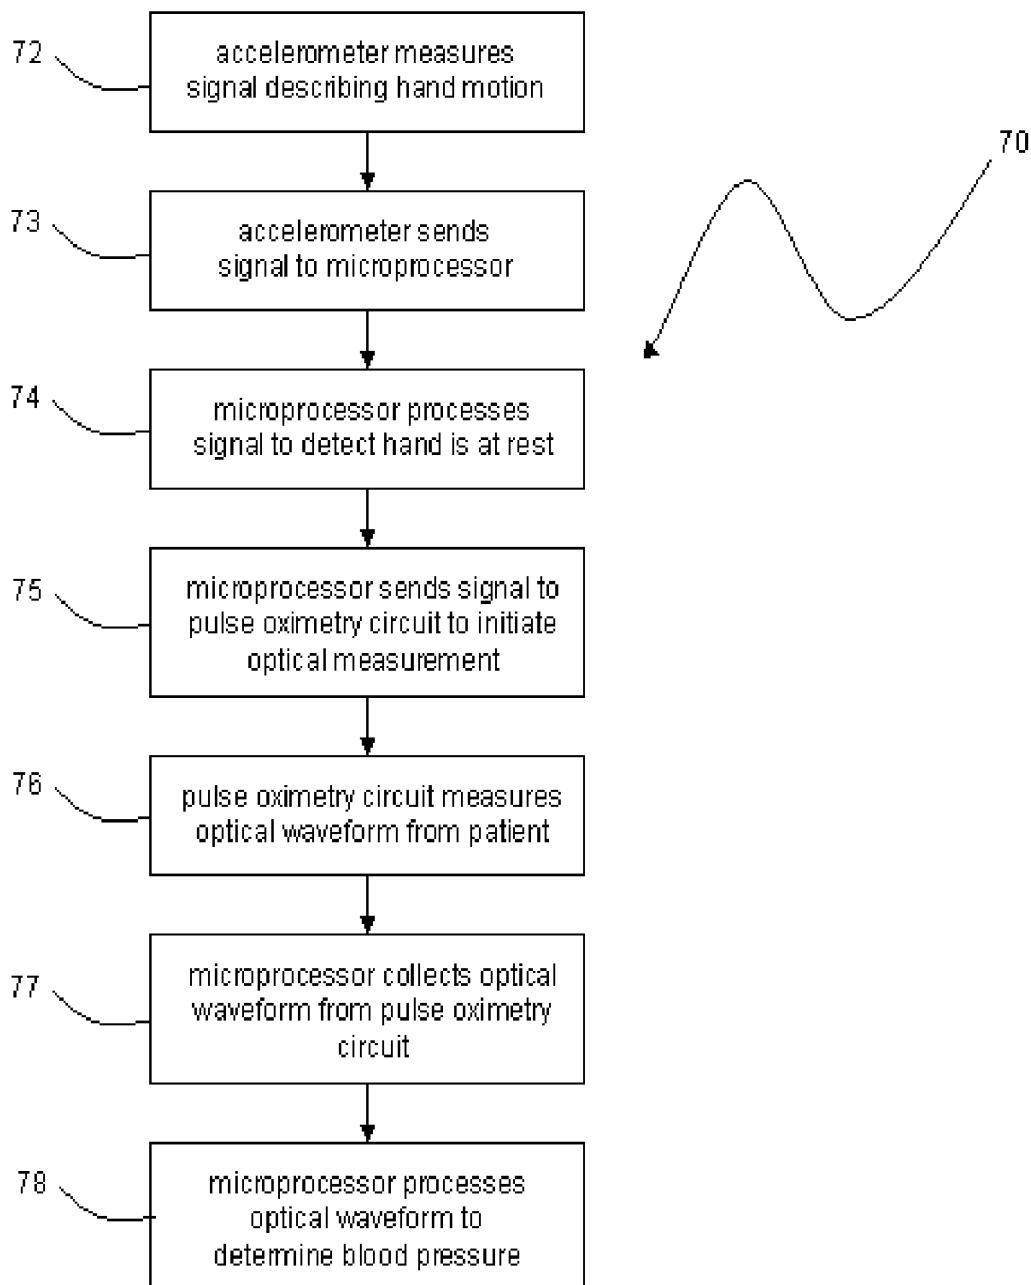 72
accelerometer measures
signal describing hand motion
70
73
accelerometer sends
signal to microprocessor
74
microprocessor processes
signal to detect hand is at rest
75
microprocessor sends signal to
pulse oximetry circuit to initiate
optical measurement
76
pulse oximetry circuit measures
optical waveform from patient
77
microprocessor collects optical
waveform from pulse oximetry
circuit
78
microprocessor processes
optical waveform to
determine blood pressure